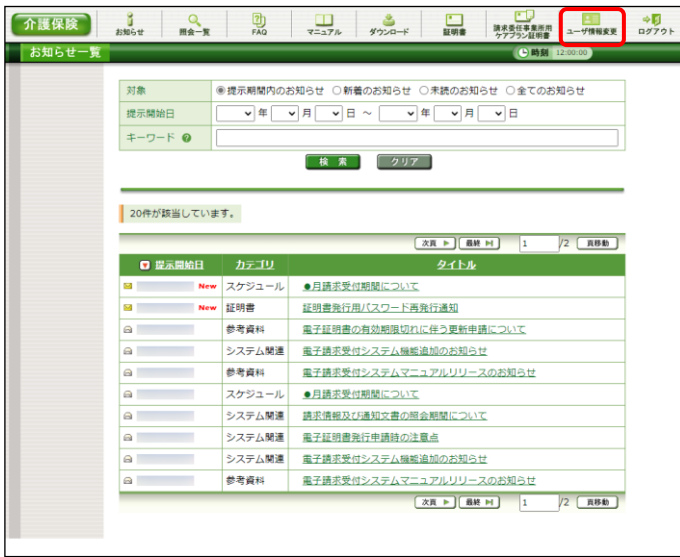 介護保険
お知らせ 照会一覧 FAQ マニュアル ダウンロード 証明書 請求委任事業所用 ケアプラン証明書 ユーザ情報変更 ログアウト
お知らせ一覧 時刻 12:00:00
対象 提示期間内のお知らせ 新着のお知らせ 未読のお知らせ 全てのお知らせ
提示開始日 年 月 日 ～ 年 月 日
キーワード ?
検 索 クリア
20件が該当しています。
次頁 最終 1 /2 頁移動
提示開始日 カテゴリ タイトル
New スケジュール ●月請求受付期間について
New 証明書 証明書発行用パスワード再発行通知
参考資料 電子証明書の有効期限切れに伴う更新申請について
システム関連 電子請求受付システム機能追加のお知らせ
参考資料 電子請求受付システムマニュアルリリースのお知らせ
スケジュール ●月請求受付期間について
システム関連 請求情報及び通知文書の照会期間について
システム関連 電子証明書発行申請時の注意点
システム関連 電子請求受付システム機能追加のお知らせ
参考資料 電子請求受付システムマニュアルリリースのお知らせ
次頁 最終 1 /2 頁移動